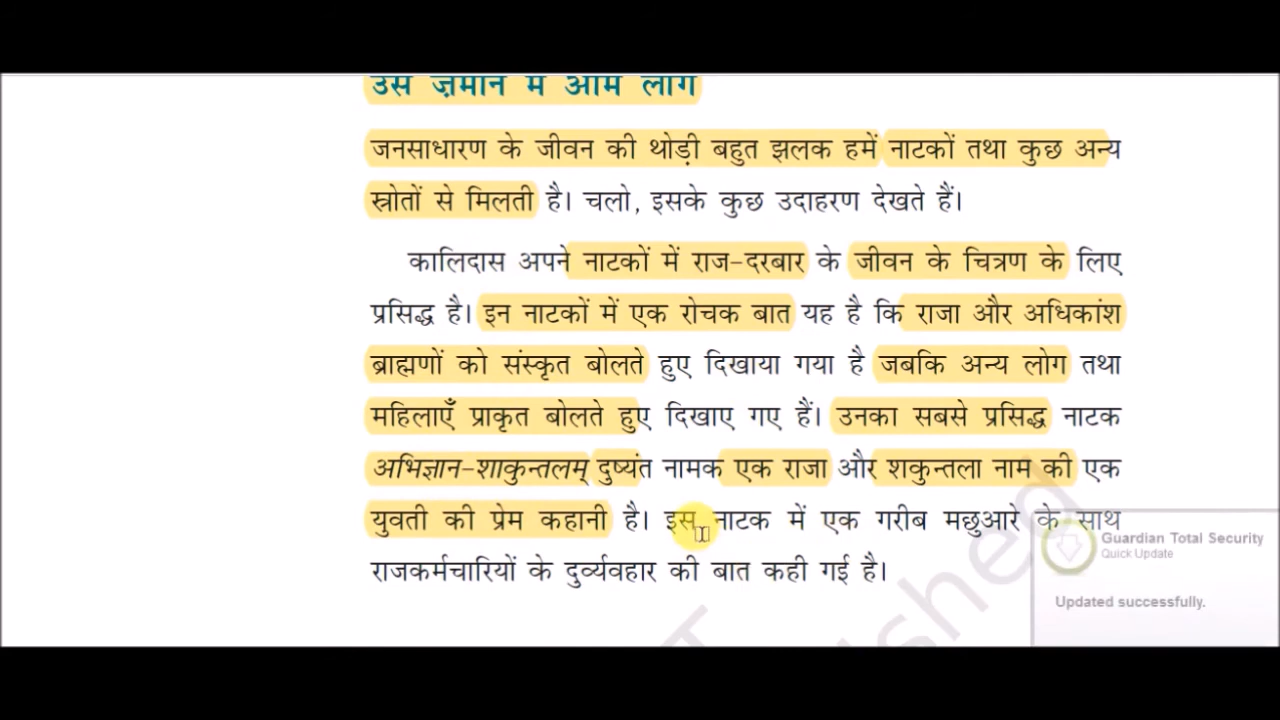 उस ज़माने में आम लोग
जनसाधारण के जीवन की थोड़ी बहुत झलक हमें नाटकों तथा कुछ अन्य
स्रोतों से मिलती है। चलो, इसके कुछ उदाहरण देखते हैं।
कालिदास अपने नाटकों में राज-दरबार के जीवन के चित्रण के लिए
प्रसिद्ध है। इन नाटकों में एक रोचक बात यह है कि राजा और अधिकांश
ब्राह्मणों को संस्कृत बोलते हुए दिखाया गया है जबकि अन्य लोग तथा
महिलाएँ प्राकृत बोलते हुए दिखाए गए हैं। उनका सबसे प्रसिद्ध नाटक
अभिज्ञान-शाकुन्तलम् दुष्यंत नामक एक राजा और शकुन्तला नाम की एक
युवती की प्रेम कहानी है। इस नाटक में एक गरीब मछुआरे के साथ
राजकर्मचारियों के दुर्व्यवहार की बात कही गई है।
Guardian Total Security
Quick Update
Updated successfully.